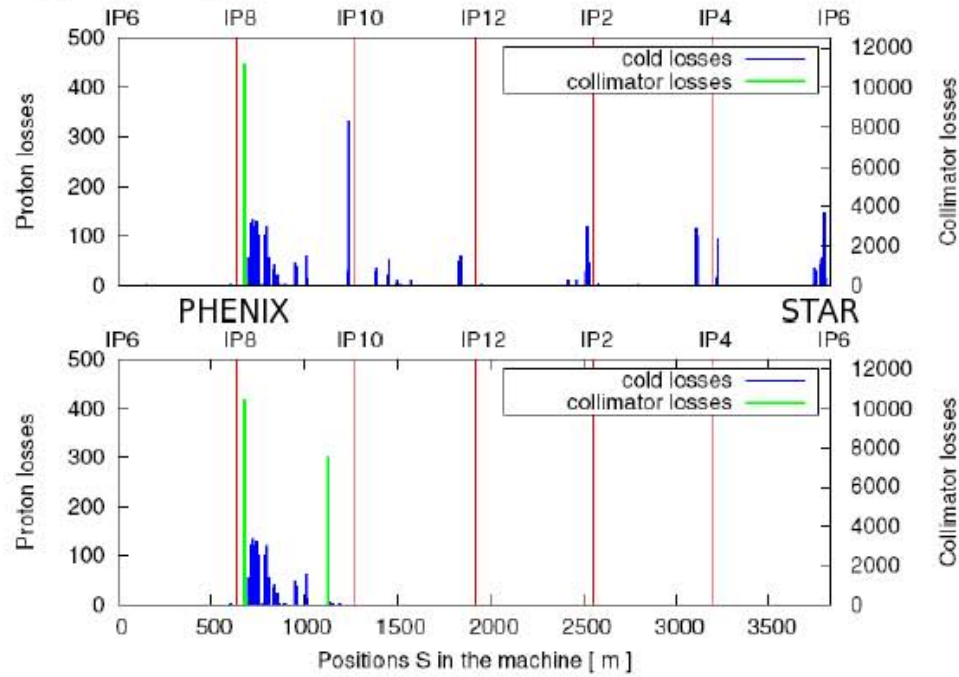 IP6 IP8 IP10 IP12 IP2 IP4 IP6
500 12000
cold losses
collimator losses
400 10000
300 8000
6000
200
4000
100 2000
0 0
Proton losses
Collimator losses
PHENIX STAR
IP6 IP8 IP10 IP12 IP2 IP4 IP6
500 12000
cold losses
collimator losses
400 10000
300 8000
6000
200
4000
100 2000
0 0
Proton losses
Collimator losses
0 500 1000 1500 2000 2500 3000 3500
Positions S in the machine [ m ]